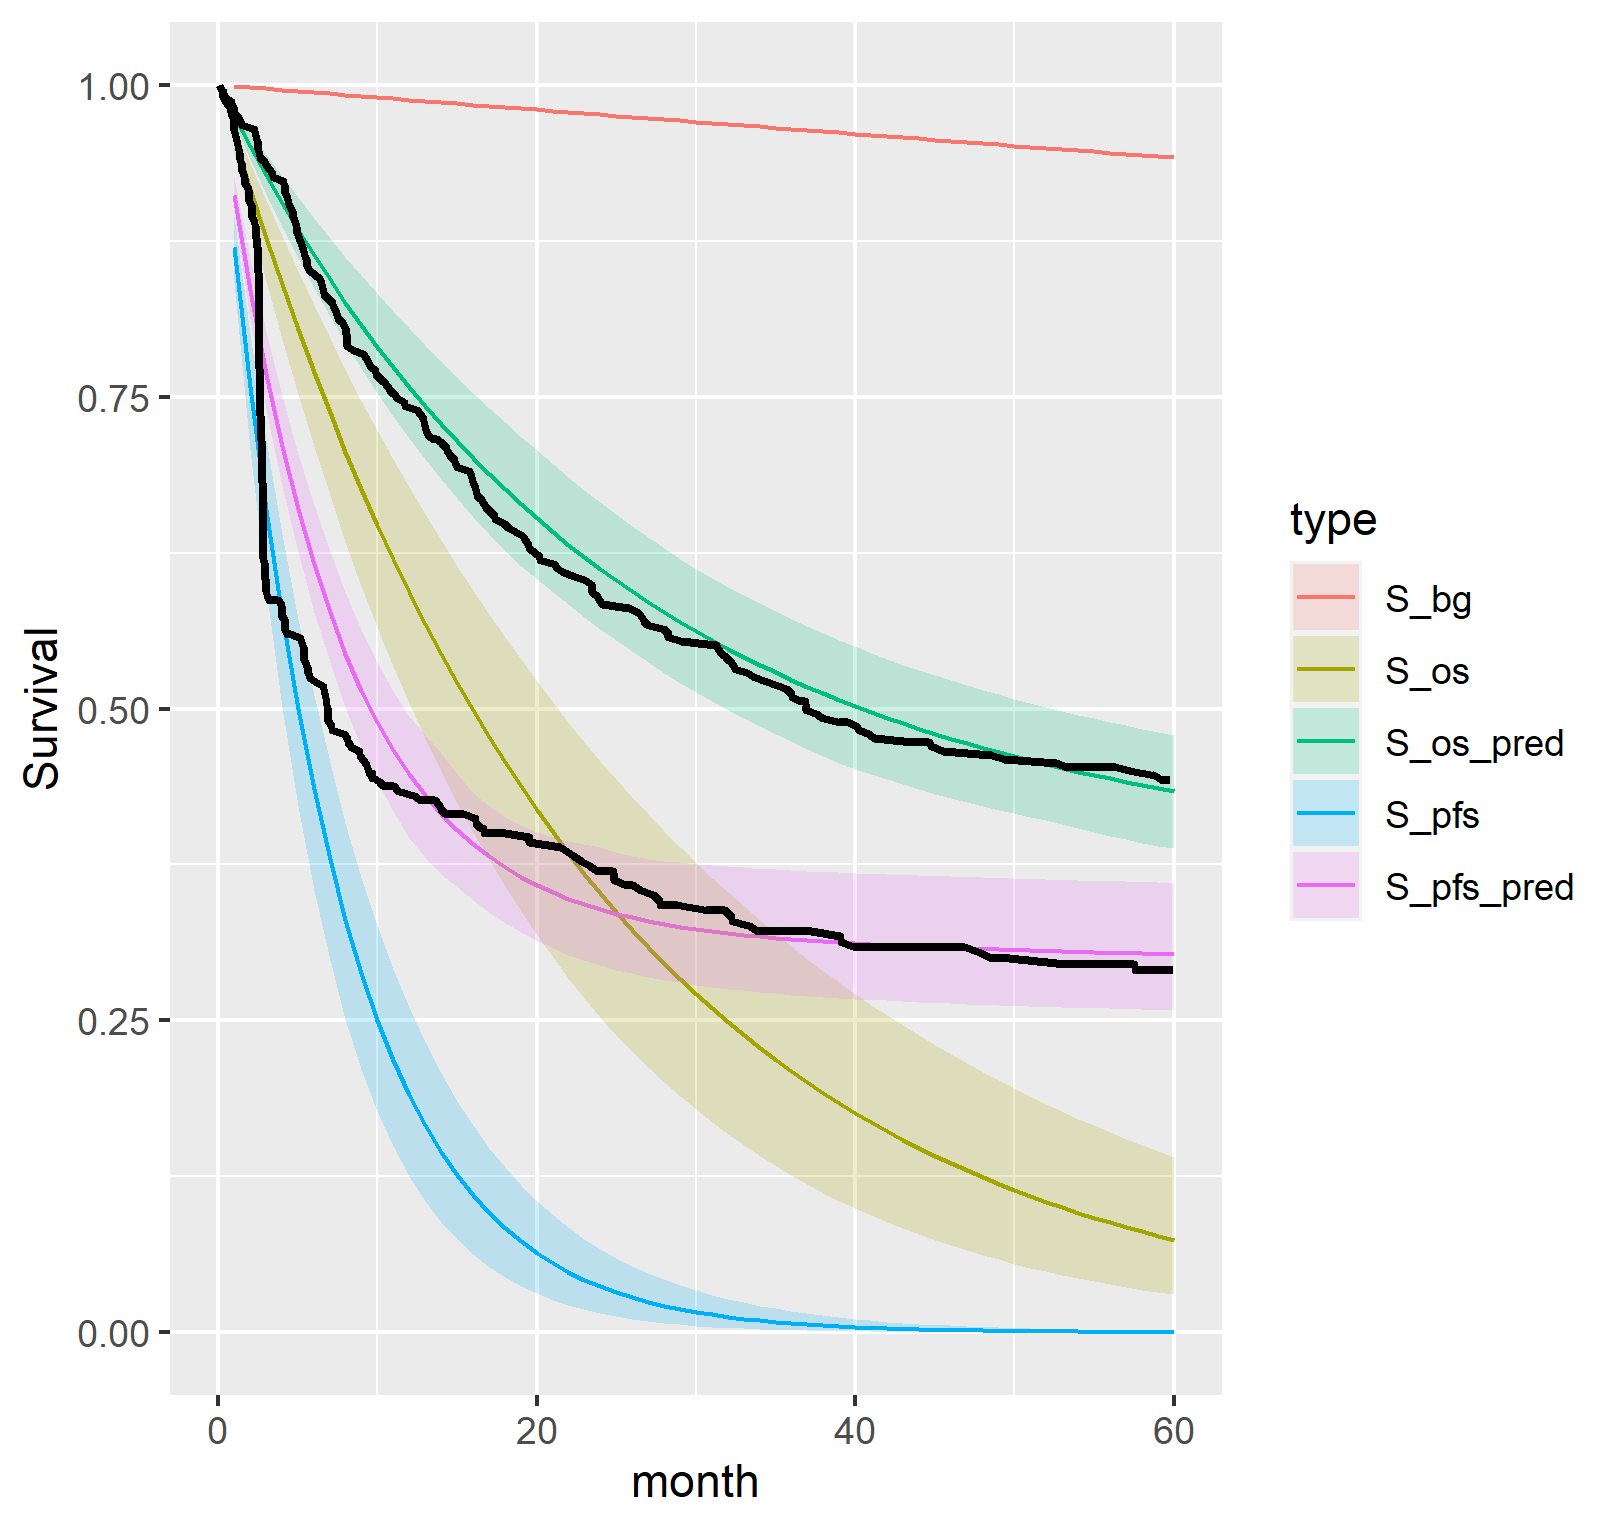 1.00
0.75
0.50
0.25
0.00
Survival
0
20
40
60
month
type
S_bg
S_os
S_os_pred
S_pfs
S_pfs_pred